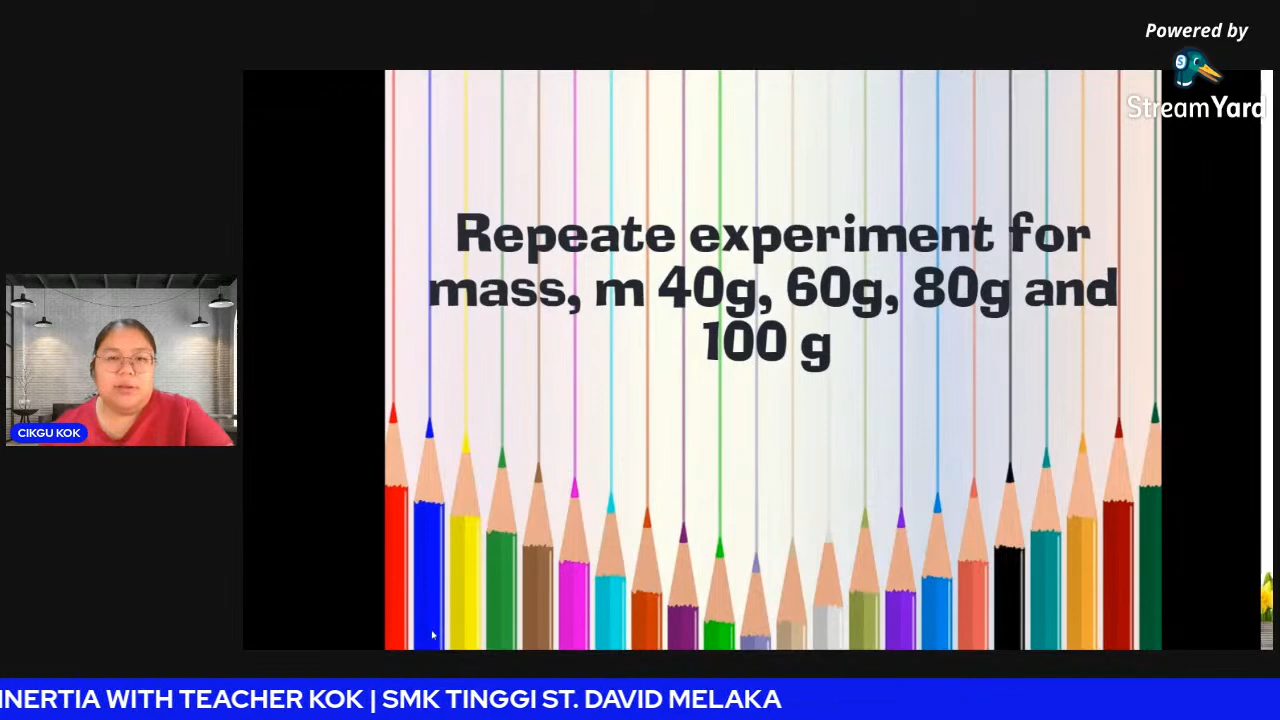 Powered by
StreamYard
Repeate experiment for
mass, m 40g, 60g, 80g and
100 g
CIKGU KOK
INERTIA WITH TEACHER KOK | SMK TINGGI ST. DAVID MELAKA